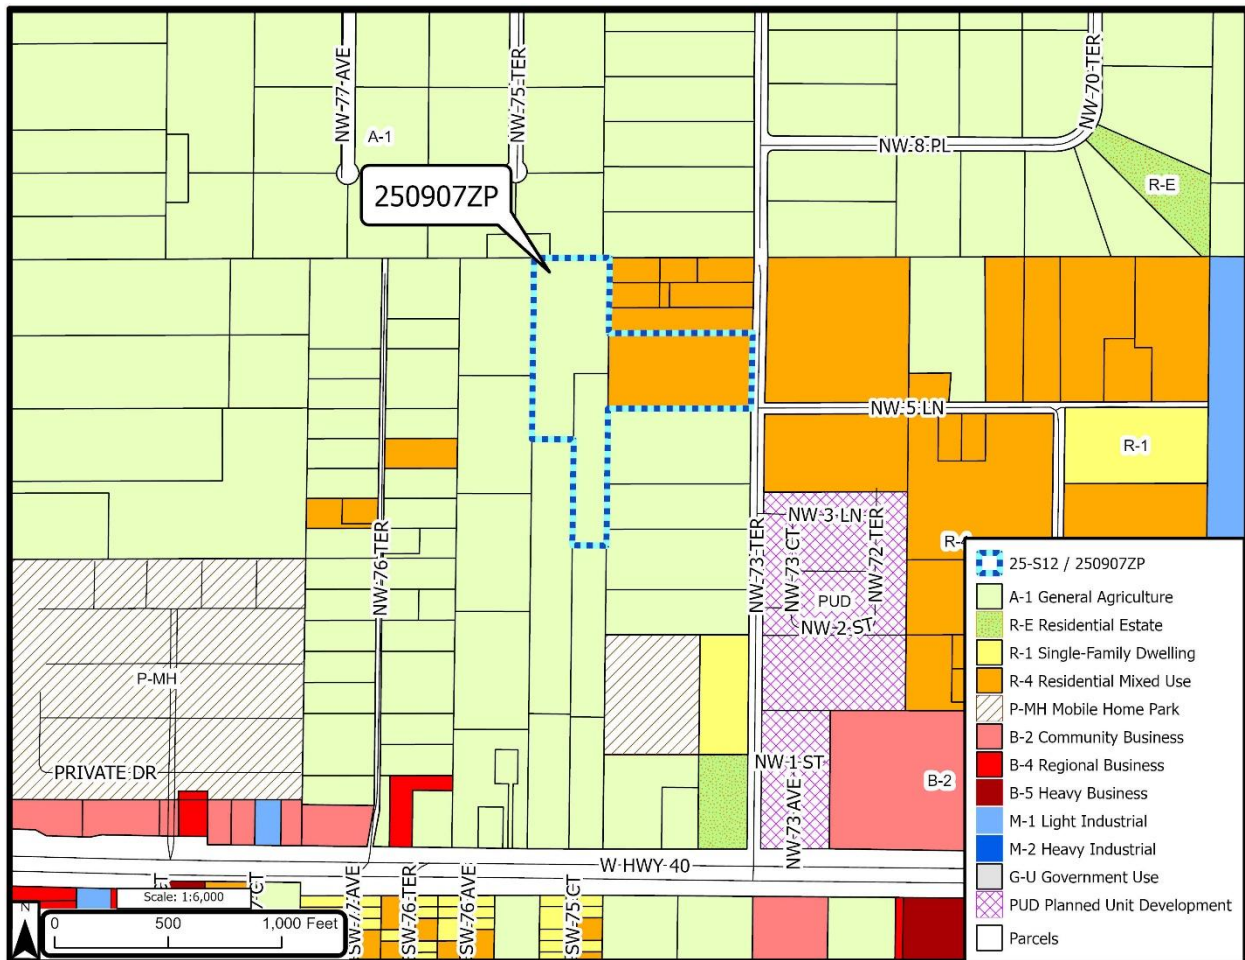 NW 77 AVE
NW 75 TER
NW 70 TER
A-1
NW 8 PL
R-E
250907ZP
NW 5 LN
R-1
NW 76 TER
NW 73 TER
NW 3 LN
NW 73 CT
NW 72 TER
PUD
NW 2 ST
R-4
P-MH
PRIVATE DR
NW 1 ST
NW 73 AVE
B-2
W HWY 40
CT
CT
SW 77 AVE
SW 76 TER
SW 76 AVE
SW 75 CT
25-S12 / 250907ZP
A-1 General Agriculture
R-E Residential Estate
R-1 Single-Family Dwelling
R-4 Residential Mixed Use
P-MH Mobile Home Park
B-2 Community Business
B-4 Regional Business
B-5 Heavy Business
M-1 Light Industrial
M-2 Heavy Industrial
G-U Government Use
PUD Planned Unit Development
Parcels
Scale: 1:6,000
N
0 500 1,000 Feet